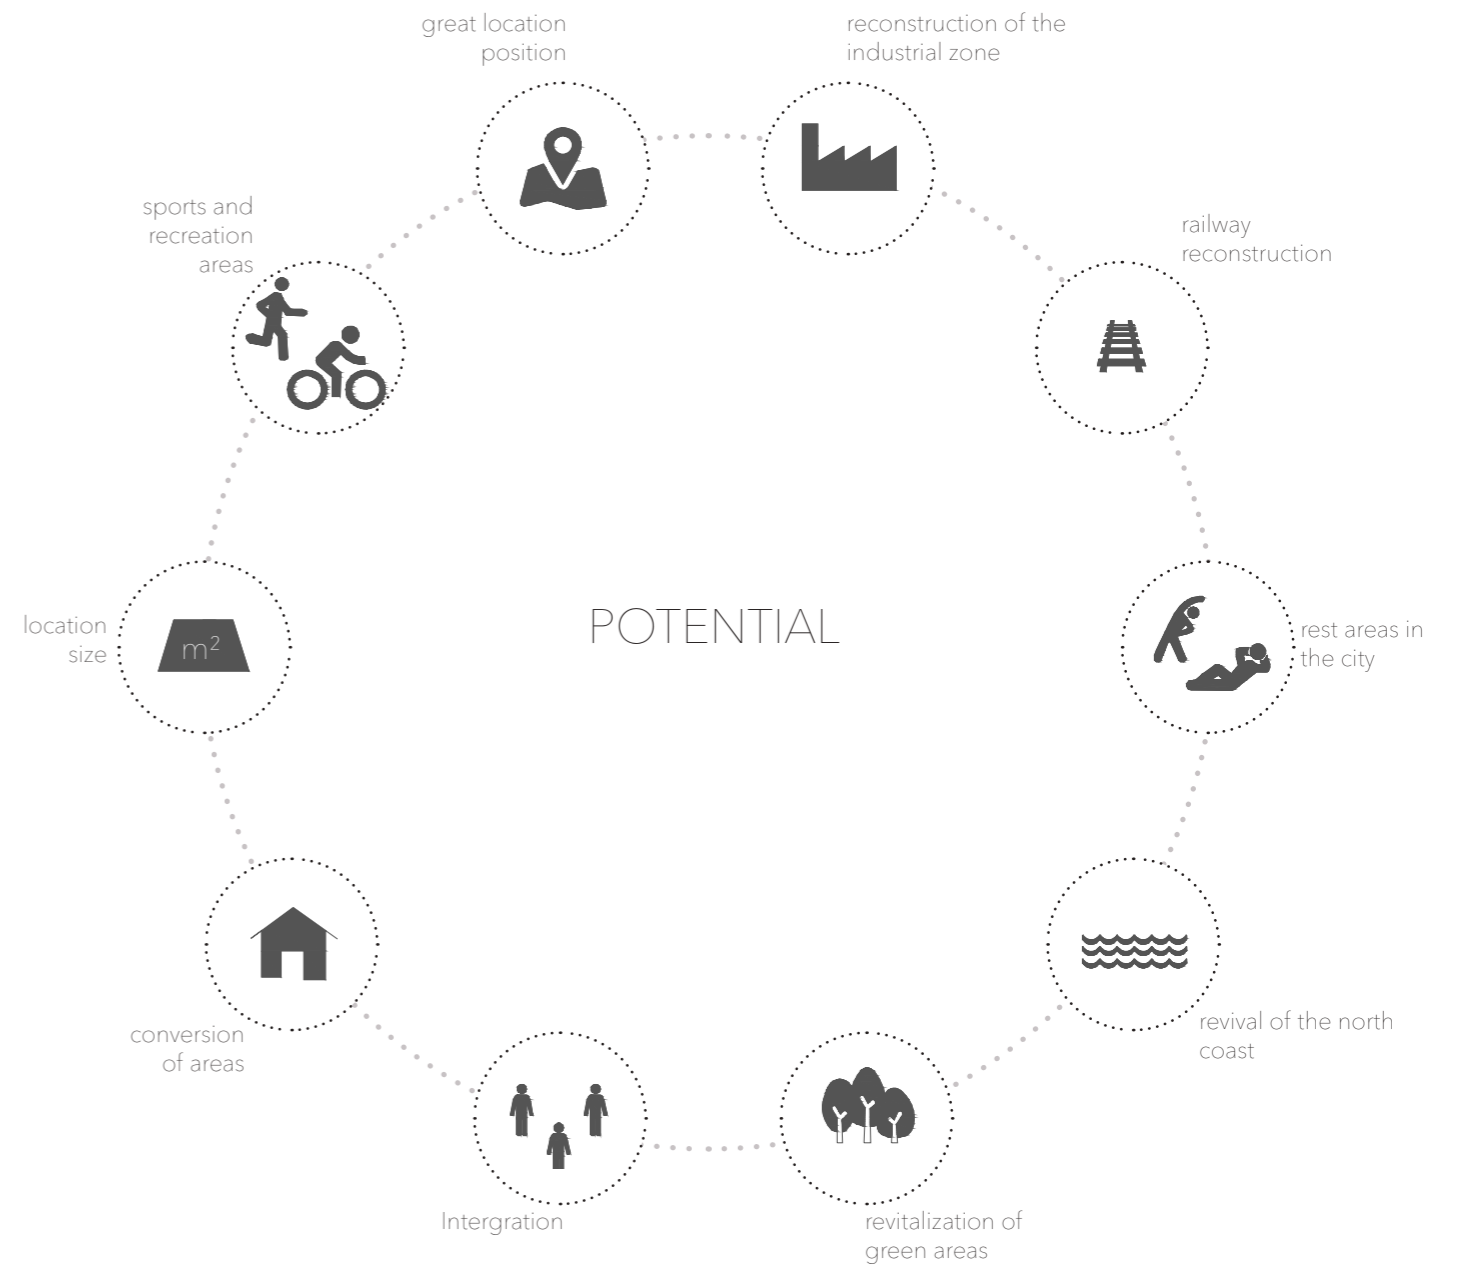 great location
position
reconstruction of the
industrial zone
sports and
recreation
areas
railway
reconstruction
location
size
m²
POTENTIAL
rest areas in
the city
conversion
of areas
revival of the north
coast
Intergration
revitalization of
green areas